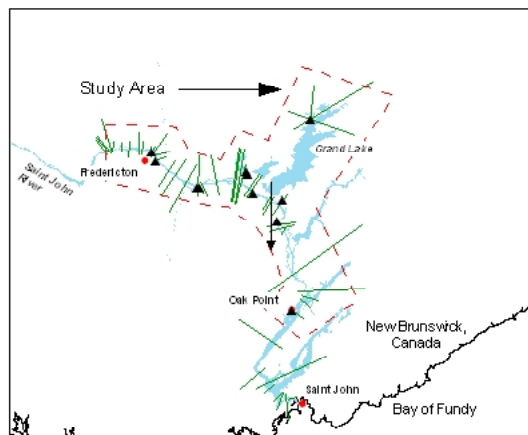 Study Area
Grand Lake
Fredericton
Saint John
River
Oak Point
New Brunswick,
Canada
Saint John
Bay of Fundy